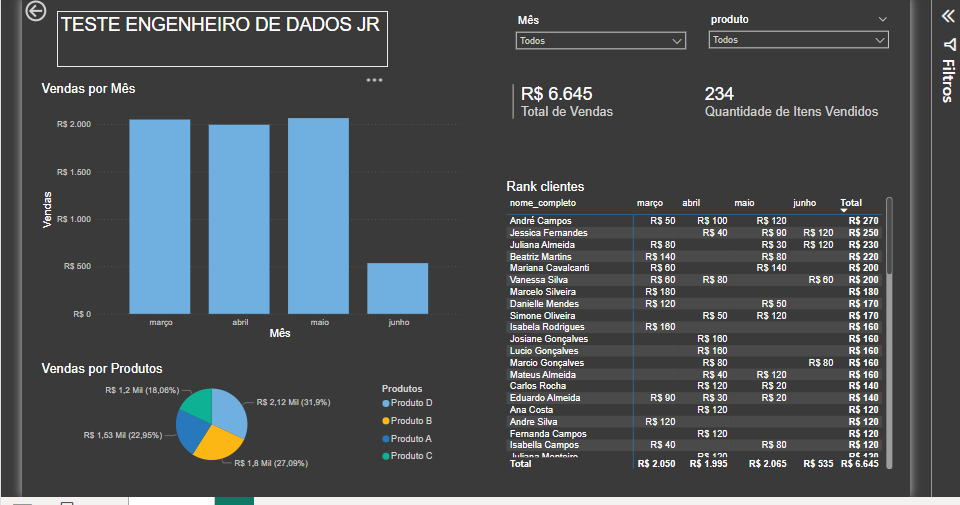 TESTE ENGENHEIRO DE DADOS JR
Mês
Todos
produto
Todos
Filtros
R$ 6.645
Total de Vendas
234
Quantidade de Itens Vendidos
Vendas por Mês
Vendas
R$ 2.000
R$ 1.500
R$ 1.000
R$ 500
R$ 0
março abril maio junho
Mês
Vendas por Produtos
R$ 1,2 Mil (18,06%)
R$ 2,12 Mil (31,9%)
R$ 1,53 Mil (22,95%)
R$ 1,8 Mil (27,09%)
Produtos
Produto D
Produto B
Produto A
Produto C
Rank clientes
nome_completo março abril maio junho Total
André Campos R$ 50 R$ 100 R$ 120 R$ 270
Jessica Fernandes R$ 40 R$ 90 R$ 120 R$ 250
Juliana Almeida R$ 80 R$ 30 R$ 120 R$ 230
Beatriz Martins R$ 140 R$ 80 R$ 220
Mariana Cavalcanti R$ 60 R$ 140 R$ 200
Vanessa Silva R$ 60 R$ 80 R$ 60 R$ 200
Marcelo Silveira R$ 180 R$ 180
Danielle Mendes R$ 120 R$ 50 R$ 170
Simone Oliveira R$ 50 R$ 120 R$ 170
Isabela Rodrigues R$ 160 R$ 160
Josiane Gonçalves R$ 160 R$ 160
Lucio Gonçalves R$ 160 R$ 160
Marcio Gonçalves R$ 80 R$ 80 R$ 160
Mateus Almeida R$ 40 R$ 120 R$ 160
Carlos Rocha R$ 120 R$ 20 R$ 140
Eduardo Almeida R$ 90 R$ 30 R$ 20 R$ 140
Ana Costa R$ 120 R$ 120
Andre Silva R$ 120 R$ 120
Fernanda Campos R$ 120 R$ 120
Isabella Campos R$ 40 R$ 80 R$ 120
Juliana Monteiro R$ 120 R$ 120
Total R$ 2.050 R$ 1.995 R$ 2.065 R$ 535 R$ 6.645